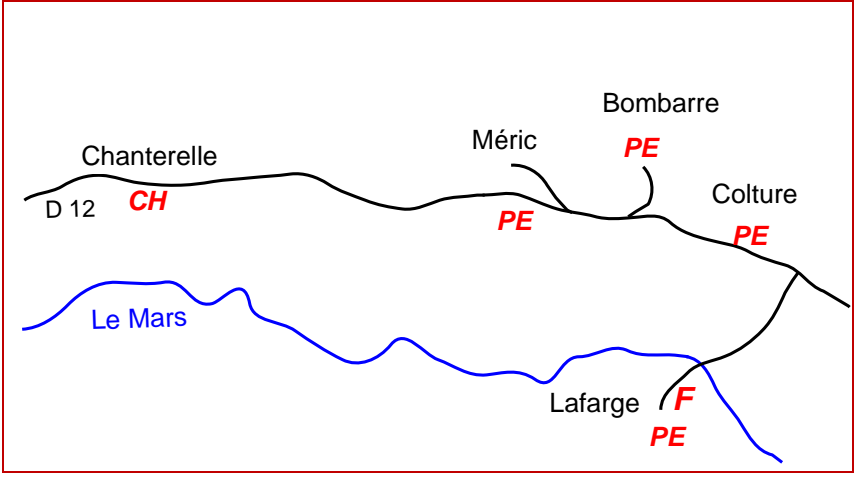 Bombarre
Méric
PE
Chanterelle
Colture
CH
D 12
PE
PE
Le Mars
Lafarge
F
PE